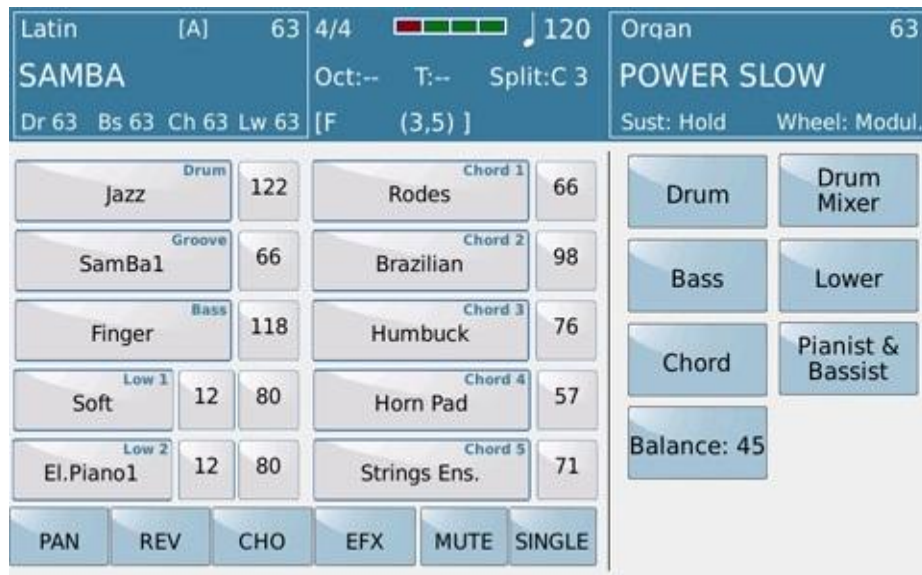 Latin [A] 63 4/4 120 Organ 63
SAMBA Oct:-- T:-- Split:C 3 POWER SLOW
Dr 63 Bs 63 Ch 63 Lw 63 [F (3,5) ] Sust: Hold Wheel: Modul.
Drum
Jazz 122
Chord 1
Rodes 66
Drum
Drum
Mixer
Groove
SamBa1 66
Chord 2
Brazilian 98
Bass
Lower
Bass
Finger 118
Chord 3
Humbuck 76
Chord
Pianist &
Bassist
Low 1
Soft 12 80
Chord 4
Horn Pad 57
Balance: 45
Low 2
El.Piano1 12 80
Chord 5
Strings Ens. 71
PAN REV CHO EFX MUTE SINGLE